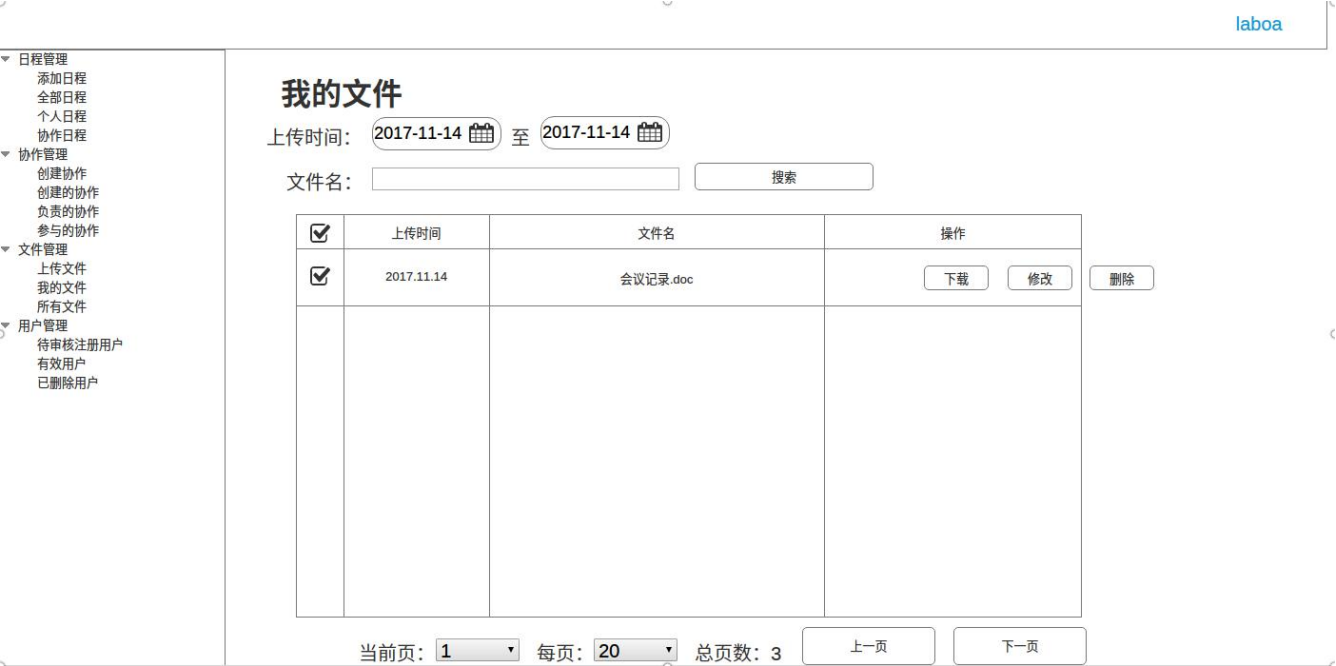 laboa
日程管理
添加日程
全部日程
个人日程
协作日程
协作管理
创建协作
创建的协作
负责的协作
参与的协作
文件管理
上传文件
我的文件
所有文件
用户管理
待审核注册用户
有效用户
已删除用户
我的文件
上传时间： 2017-11-14 至 2017-11-14
文件名： 搜索
上传时间 文件名 操作
2017.11.14 会议记录.doc 下载 修改 删除
当前页： 1 每页： 20 总页数：3 上一页 下一页